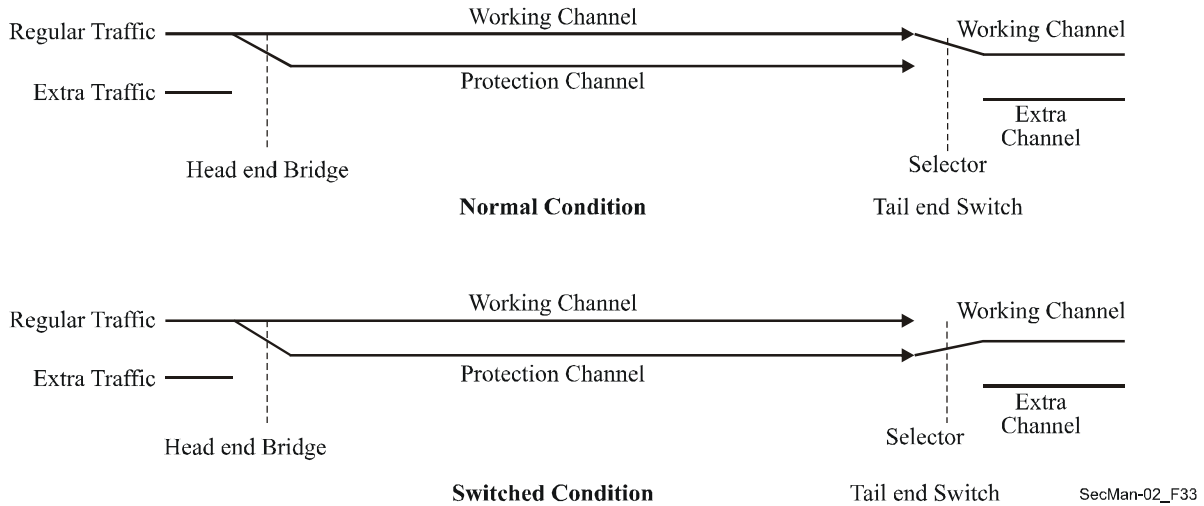 Working Channel
Regular Traffic
Working Channel
Protection Channel
Extra Traffic
Extra
Channel
Head end Bridge
Selector
Normal Condition
Tail end Switch
Working Channel
Regular Traffic
Working Channel
Protection Channel
Extra Traffic
Extra
Channel
Head end Bridge
Selector
Switched Condition
Tail end Switch
SecMan-02_F33